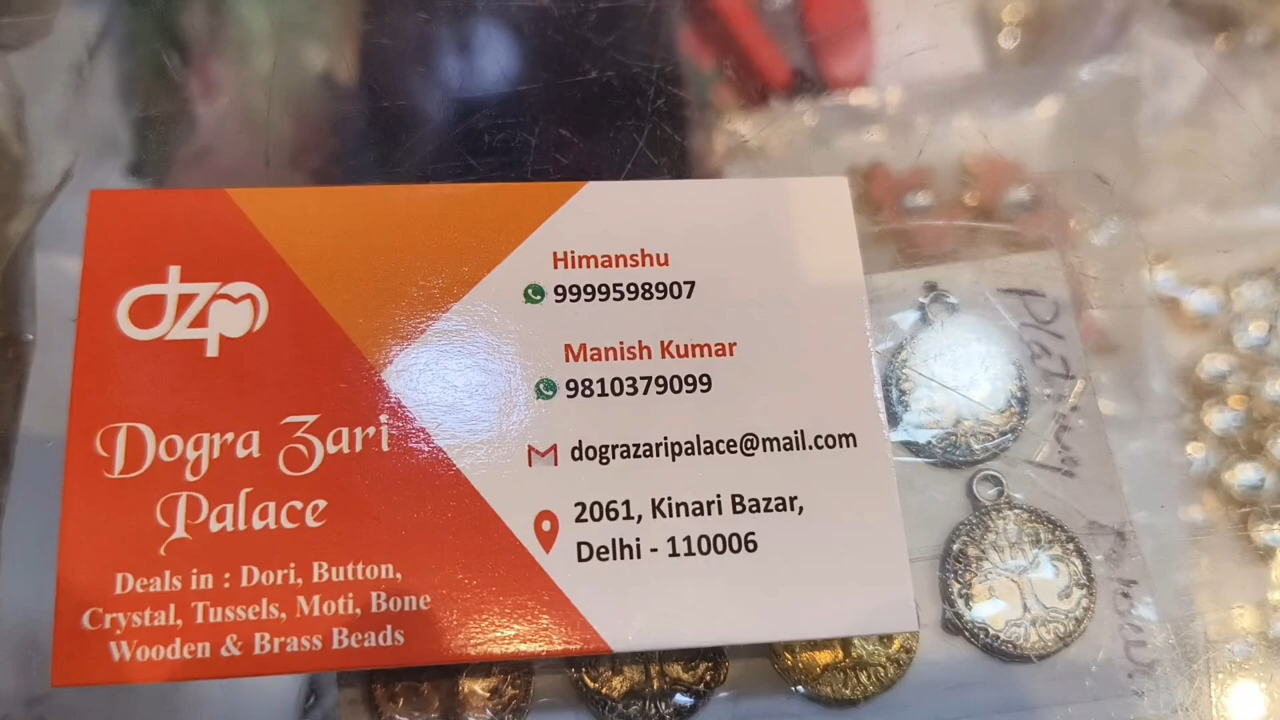 dzp
Dogra Zari
Palace
Deals in : Dori, Button,
Crystal, Tussels, Moti, Bone
Wooden & Brass Beads
Himanshu
9999598907
Manish Kumar
9810379099
dograzaripalace@mail.com
2061, Kinari Bazar,
Delhi - 110006